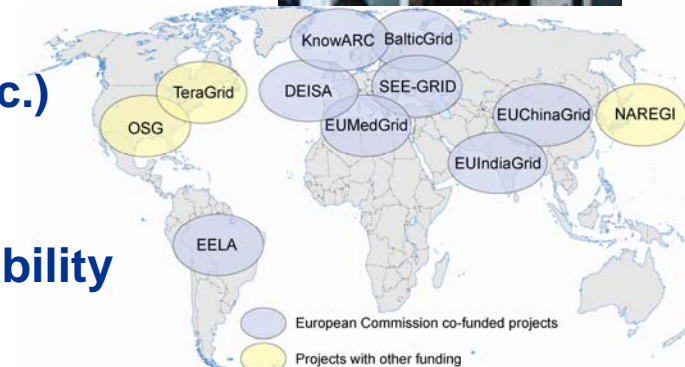 c.)
bility
KnowARC BalticGrid
TeraGrid DEISA SEE-GRID
OSG EUMedGrid EUChinaGrid NAREGI
EUIndiaGrid
EELA
European Commission co-funded projects
Projects with other funding